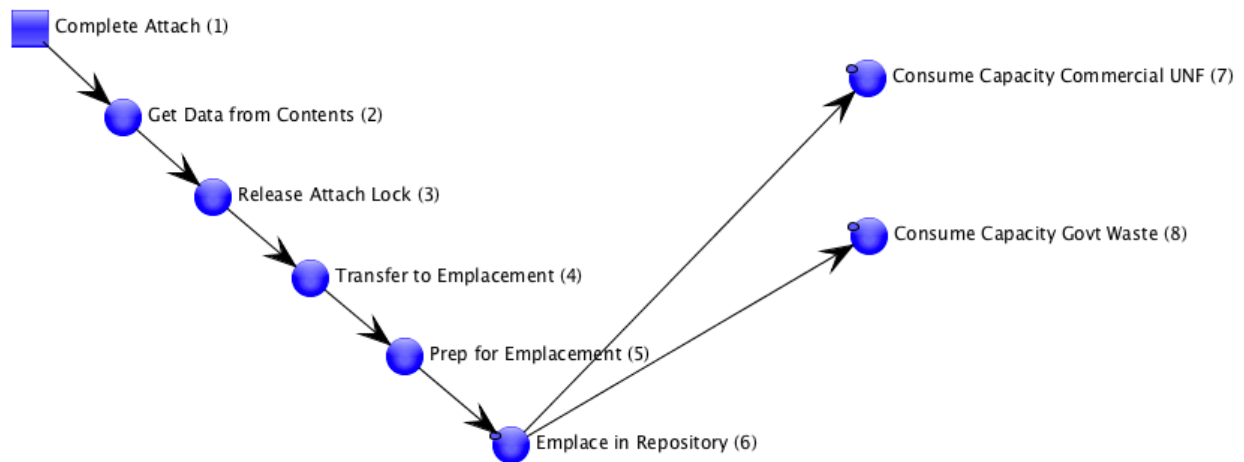 Complete Attach (1)
Consume Capacity Commercial UNF (7)
Get Data from Contents (2)
Release Attach Lock (3)
Consume Capacity Govt Waste (8)
Transfer to Emplacement (4)
Prep for Emplacement (5)
Emplace in Repository (6)